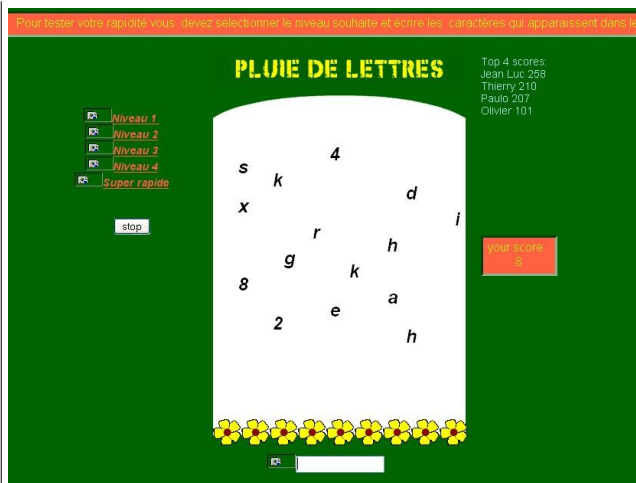 Pour tester votre rapidité vous devez sélectionner le niveau souhaite et écrire les caractères qui apparaissent dans le
PLUIE DE LETTRES
Top 4 scores:
Jean Luc 258
Thierry 210
Paulo 207
Olivier 101
Niveau 1
Niveau 2
Niveau 3
Niveau 4
Super rapide
stop
4
s
k
d
x
i
r
h
g
k
8
a
e
2
h
your score:
8